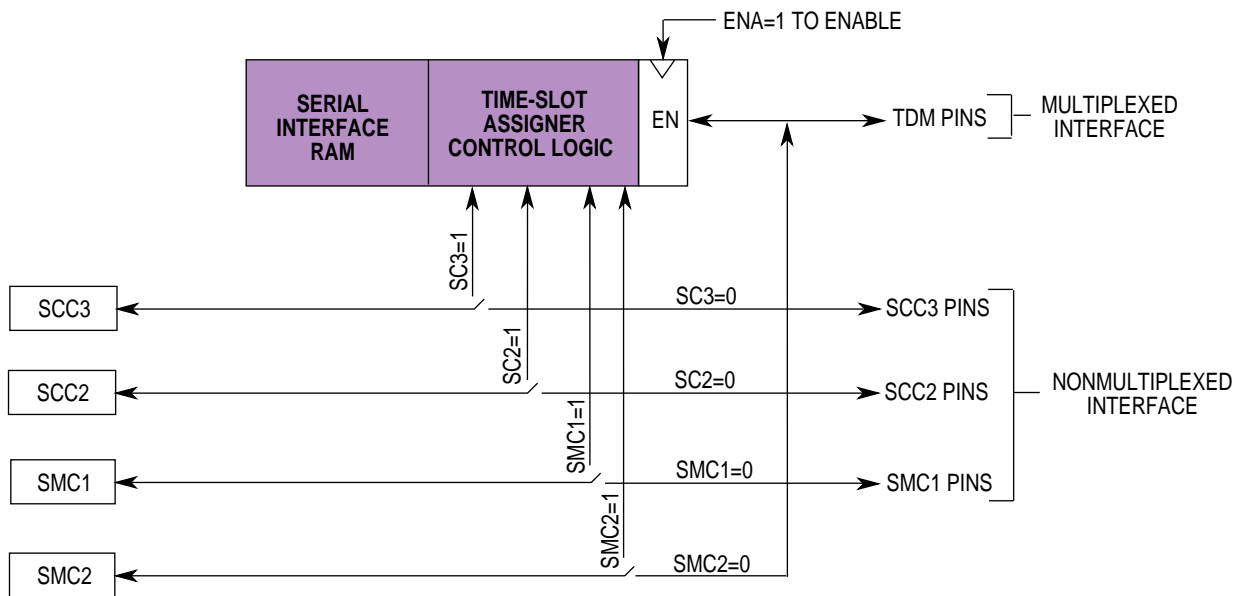 ENA=1 TO ENABLE
SERIAL
INTERFACE
RAM
TIME-SLOT
ASSIGNER
CONTROL LOGIC
EN
TDM PINS
MULTIPLEXED
INTERFACE
SC3=1
SCC3
SC3=0
SCC3 PINS
SC2=1
SCC2
SC2=0
SCC2 PINS
NONMULTIPLEXED
INTERFACE
SMC1=1
SMC1
SMC1=0
SMC1 PINS
SMC2=1
SMC2
SMC2=0